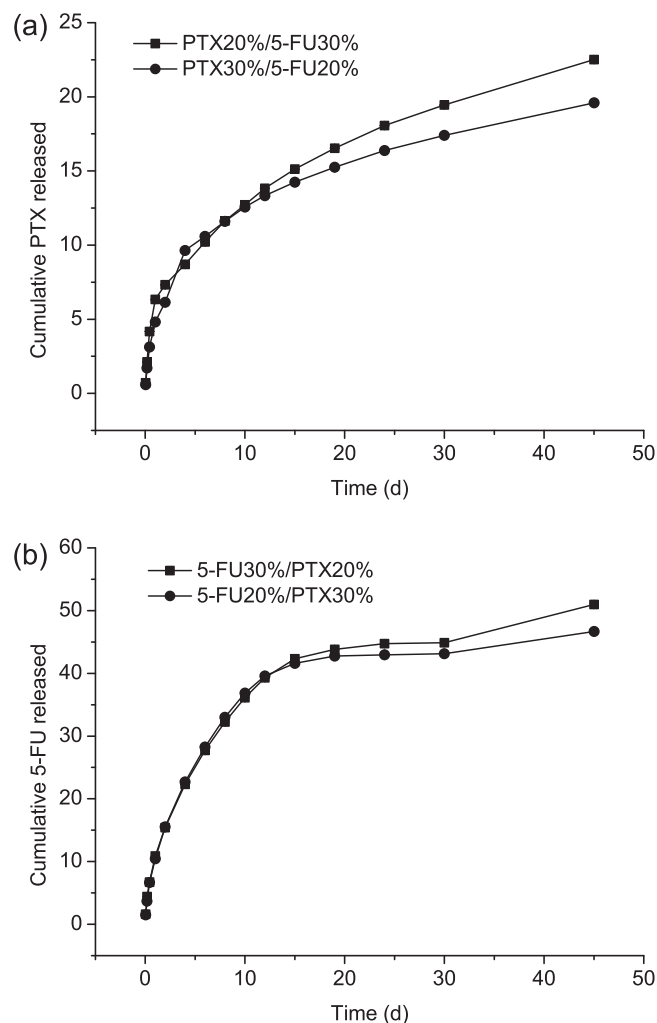 (a)
25
20
15
10
5
0
Cumulative PTX released
PTX20%/5-FU30%
PTX30%/5-FU20%
0 10 20 30 40 50
Time (d)
(b)
60
50
40
30
20
10
0
Cumulative 5-FU released
5-FU30%/PTX20%
5-FU20%/PTX30%
0 10 20 30 40 50
Time (d)